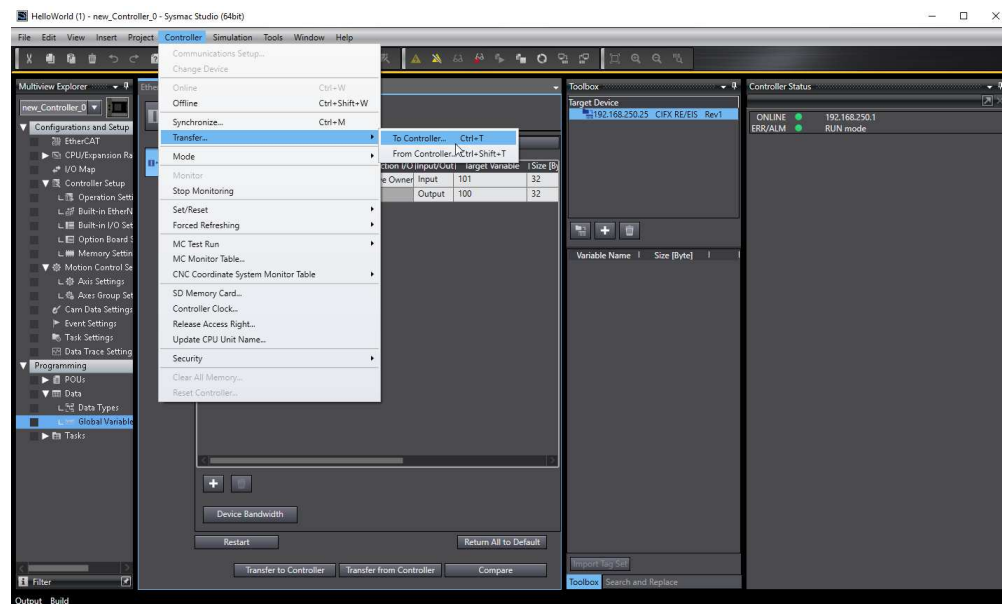 HelloWorld (1) - new_Controller_0 - Sysmac Studio (64bit)
File Edit View Insert Project Controller Simulation Tools Window Help
Communications Setup...
Change Device
Online Ctrl+W
Offline Ctrl+Shift+W
Synchronize... Ctrl+M
Transfer...
To Controller... Ctrl+T
From Controller... Ctrl+Shift+T
Mode
Monitor
Stop Monitoring
Set/Reset
Forced Refreshing
MC Test Run
MC Monitor Table...
CNC Coordinate System Monitor Table
SD Memory Card...
Controller Clock...
Release Access Right...
Update CPU Unit Name...
Security
Clear All Memory...
Reset Controller...
Multiview Explorer
new_Controller_0
Configurations and Setup
EtherCAT
CPU/Expansion Ra
I/O Map
Controller Setup
Operation Setti
Built-in EtherN
Built-in I/O Set
Option Board S
Memory Settin
Motion Control Se
Axis Settings
Axes Group Set
Cam Data Settings
Event Settings
Task Settings
Data Trace Setting
Programming
POUs
Data
Data Types
Global Variable
Tasks
Filter
Ether
ction I/O Input/Out Target Variable Size [By
e Owner Input 101 32
Output 100 32
Device Bandwidth
Restart Return All to Default
Transfer to Controller Transfer from Controller Compare
Toolbox
Target Device
192.168.250.25 CIFX RE/EIS Rev1
Variable Name Size [Byte]
Import Tag Set
Toolbox Search and Replace
Controller Status
ONLINE 192.168.250.1
ERR/ALM RUN mode
Output Build